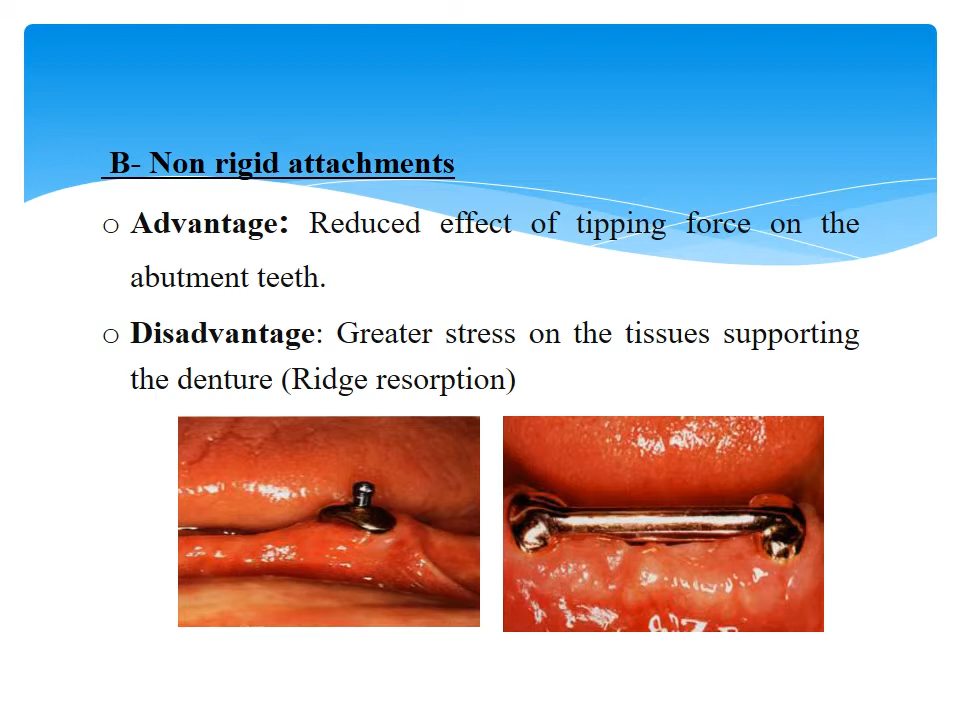 B- Non rigid attachments
o Advantage: Reduced effect of tipping force on the
abutment teeth.
o Disadvantage: Greater stress on the tissues supporting
the denture (Ridge resorption)